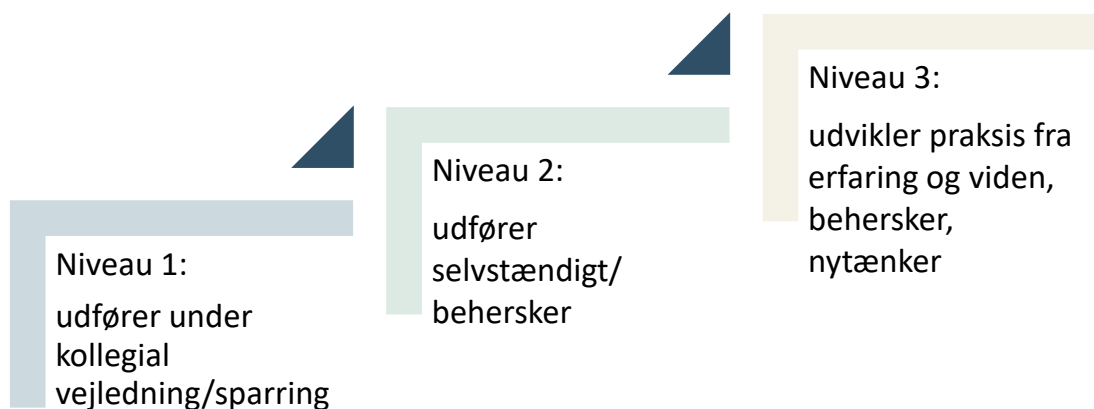 Niveau 1:
udfører under
kollegial
vejledning/sparring
Niveau 2:
udfører
selvstændigt/
behersker
Niveau 3:
udvikler praksis fra
erfaring og viden,
behersker,
nytænker